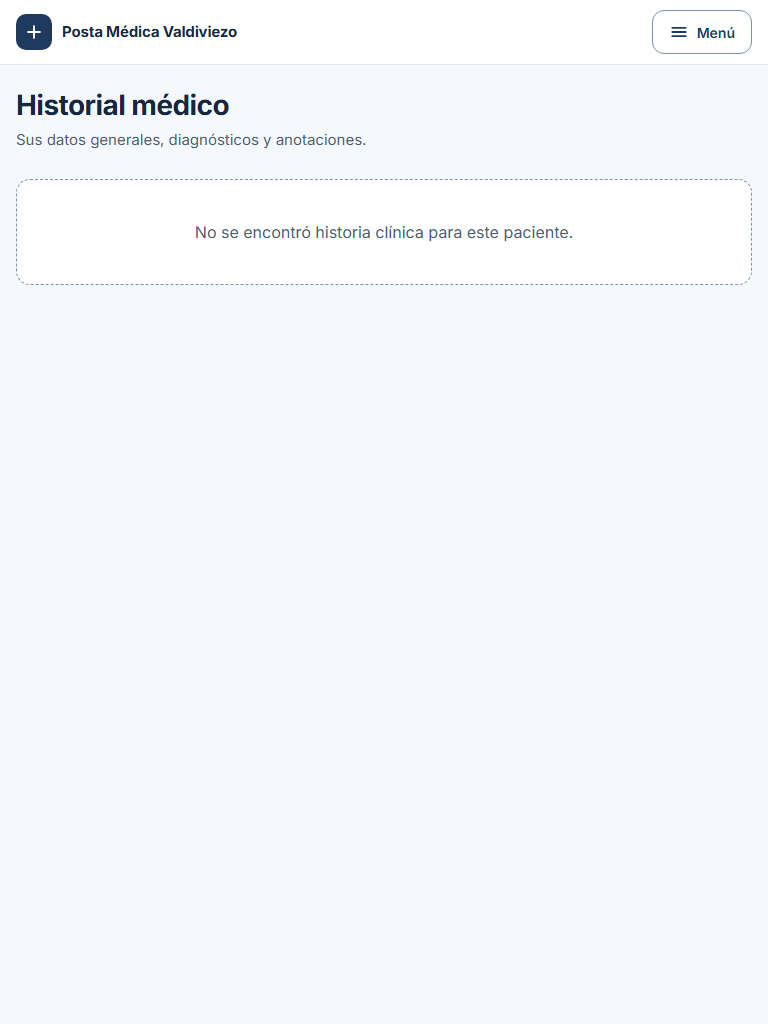 Posta Médica Valdiviezo
Menú
Historial médico
Sus datos generales, diagnósticos y anotaciones.
No se encontró historia clínica para este paciente.